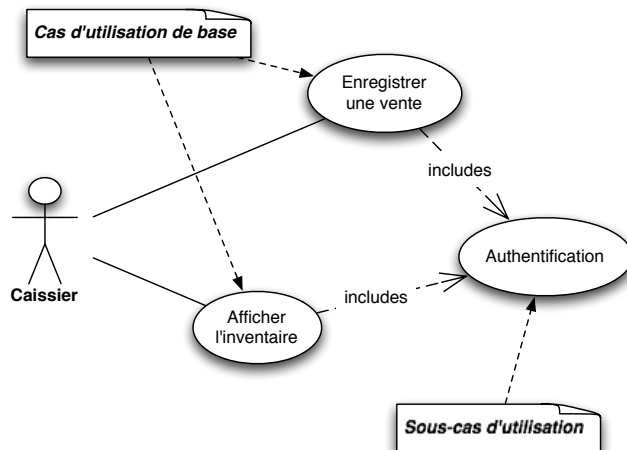 Cas d'utilisation de base
Enregistrer
une vente
includes
Authentification
Caissier
includes
Afficher
l'inventaire
Sous-cas d'utilisation